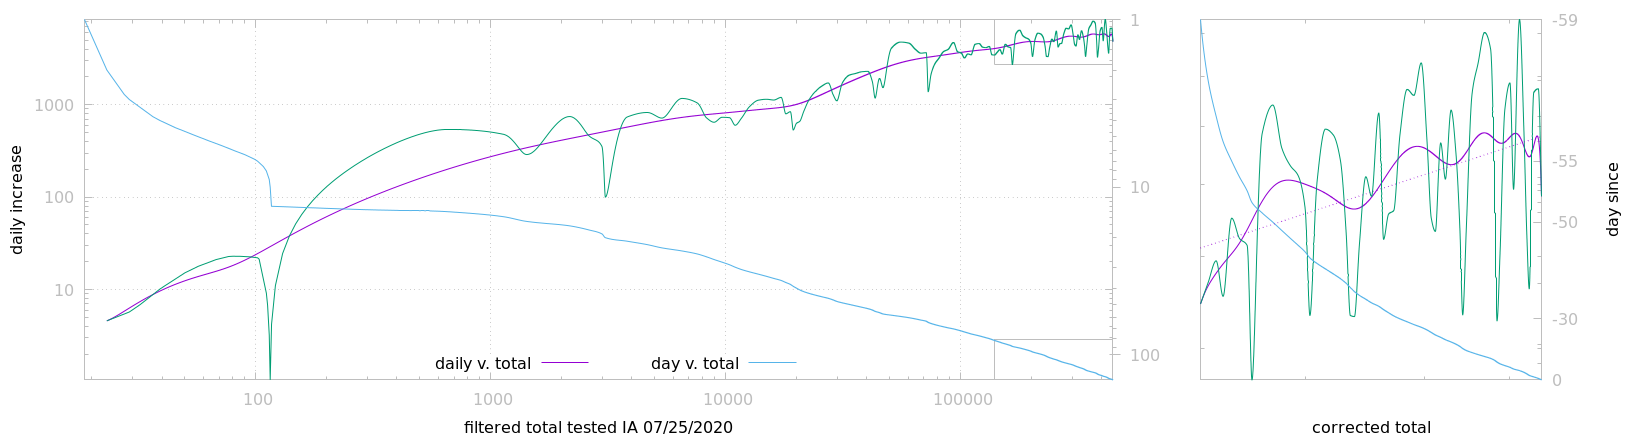 daily increase
1000
100
10
1
10
100
daily v. total
day v. total
100
1000
10000
100000
filtered total tested IA 07/25/2020
-59
-55
-50
-30
0
day since
corrected total